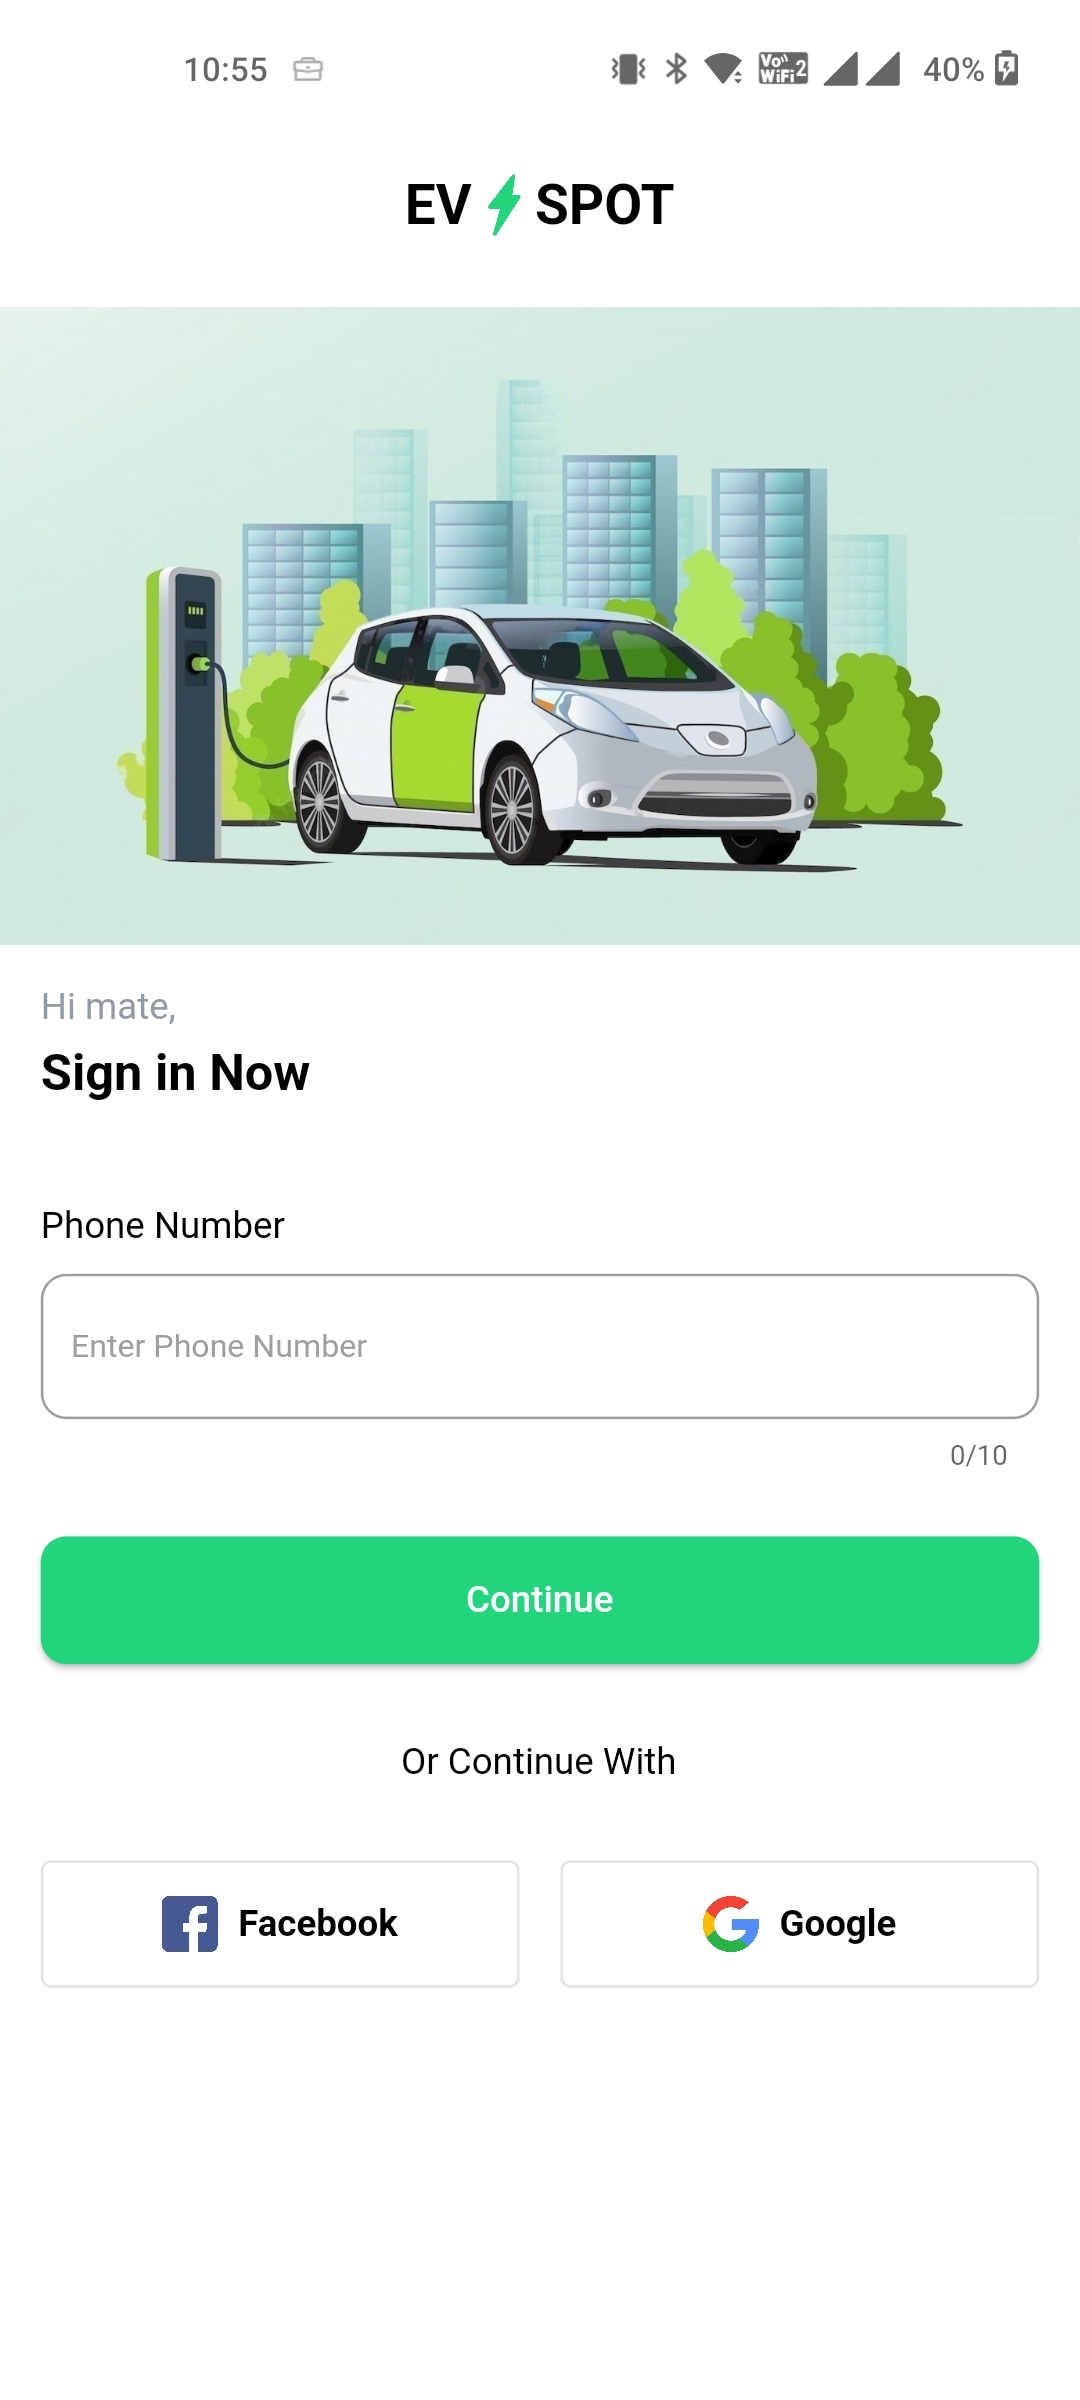 10:55
Vo)) WiFi 2
40%
EV SPOT
Hi mate,
Sign in Now
Phone Number
Enter Phone Number
0/10
Continue
Or Continue With
Facebook
Google